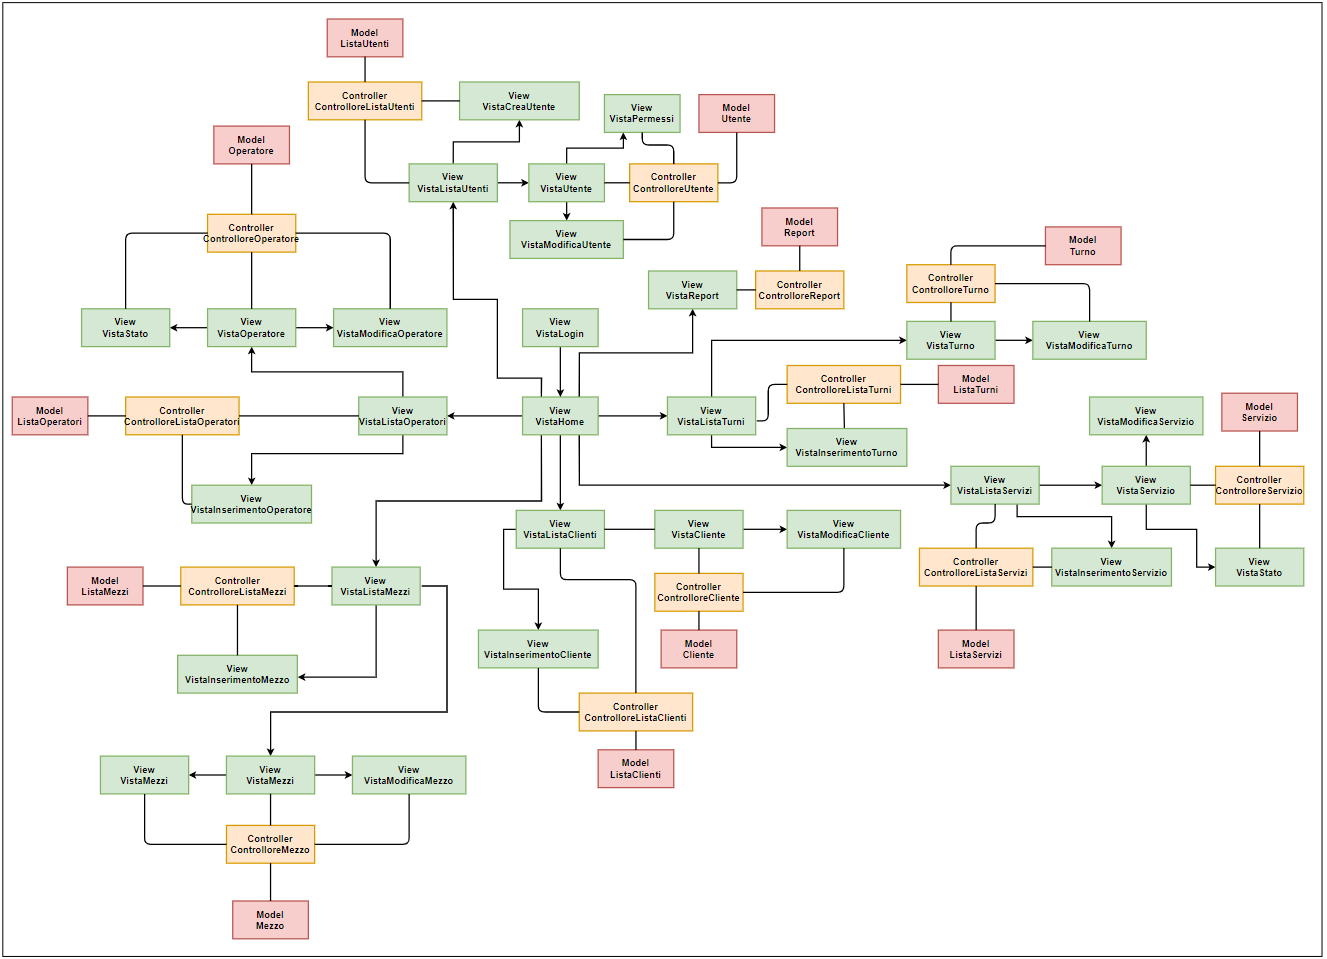 Model
ListaUtenti
Controller
ControlloreListaUtenti
View
VistaCreaUtente
View
VistaPermessi
Model
Utente
Model
Operatore
View
VistaListaUtenti
View
VistaUtente
Controller
ControlloreUtente
Controller
ControlloreOperatore
View
VistaModificaUtente
Model
Report
Model
Turno
View
VistaReport
Controller
ControlloreReport
Controller
ControlloreTurno
View
VistaStato
View
VistaOperatore
View
VistaModificaOperatore
View
VistaLogin
View
VistaTurno
View
VistaModificaTurno
Controller
ControlloreListaTurni
Model
ListaTurni
Model
ListaOperatori
Controller
ControlloreListaOperatori
View
VistaListaOperatori
View
VistaHome
View
VistaListaTurni
View
VistaInserimentoTurno
View
VistaModificaServizio
Model
Servizio
View
VistaInserimentoOperatore
View
VistaListaServizi
View
VistaServizio
Controller
ControlloreServizio
View
VistaListaClienti
View
VistaCliente
View
VistaModificaCliente
Controller
ControlloreListaServizi
View
VistaInserimentoServizio
View
VistaStato
Model
ListaMezzi
Controller
ControlloreListaMezzi
View
VistaListaMezzi
Controller
ControlloreCliente
View
VistaInserimentoCliente
Model
Cliente
Model
ListaServizi
View
VistaInserimentoMezzo
Controller
ControlloreListaClienti
Model
ListaClienti
View
VistaMezzi
View
VistaMezzi
View
VistaModificaMezzo
Controller
ControlloreMezzo
Model
Mezzo